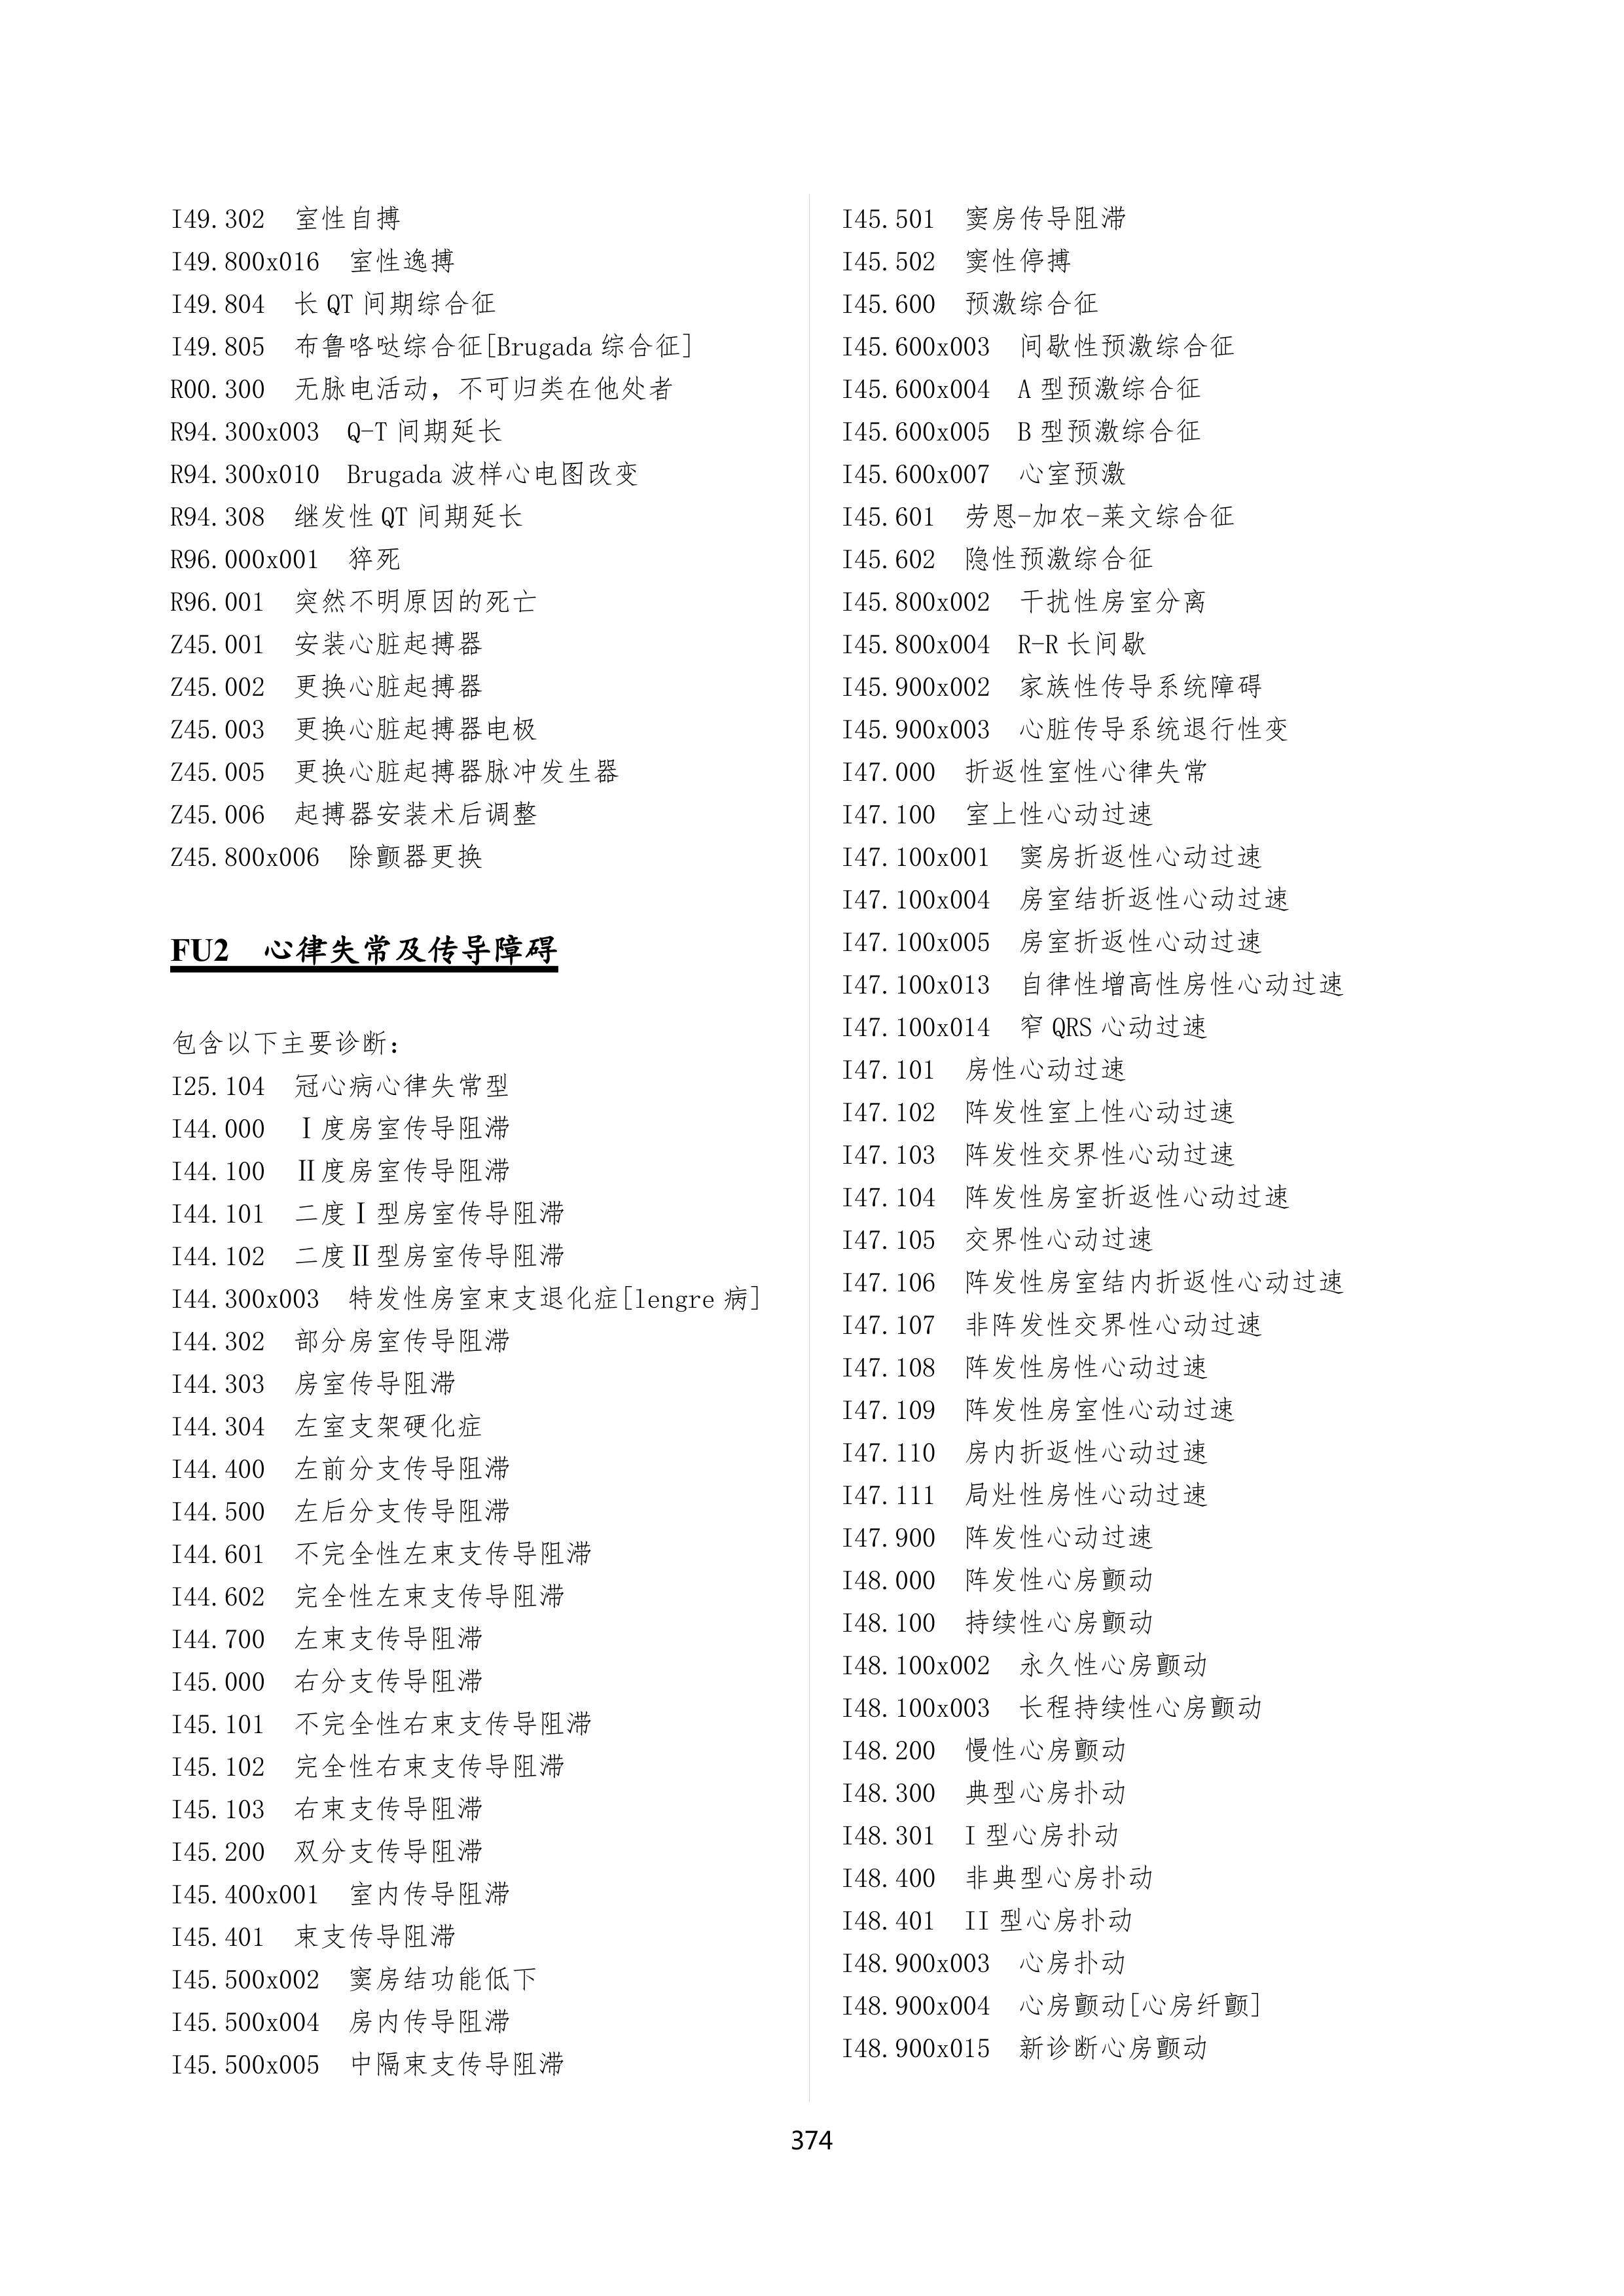 I49.302 室性自搏
I49.800x016 室性逸搏
I49.804 长 QT 间期综合征
I49.805 布鲁咯哒综合征[Brugada 综合征]
R00.300 无脉电活动，不可归类在他处者
R94.300x003 Q-T 间期延长
R94.300x010 Brugada 波样心电图改变
R94.308 继发性 QT 间期延长
R96.000x001 猝死
R96.001 突然不明原因的死亡
Z45.001 安装心脏起搏器
Z45.002 更换心脏起搏器
Z45.003 更换心脏起搏器电极
Z45.005 更换心脏起搏器脉冲发生器
Z45.006 起搏器安装术后调整
Z45.800x006 除颤器更换
FU2 心律失常及传导障碍
包含以下主要诊断：
I25.104 冠心病心律失常型
I44.000 Ⅰ度房室传导阻滞
I44.100 Ⅱ度房室传导阻滞
I44.101 二度Ⅰ型房室传导阻滞
I44.102 二度Ⅱ型房室传导阻滞
I44.300x003 特发性房室束支退化症[lengre 病]
I44.302 部分房室传导阻滞
I44.303 房室传导阻滞
I44.304 左室支架硬化症
I44.400 左前分支传导阻滞
I44.500 左后分支传导阻滞
I44.601 不完全性左束支传导阻滞
I44.602 完全性左束支传导阻滞
I44.700 左束支传导阻滞
I45.000 右分支传导阻滞
I45.101 不完全性右束支传导阻滞
I45.102 完全性右束支传导阻滞
I45.103 右束支传导阻滞
I45.200 双分支传导阻滞
I45.400x001 室内传导阻滞
I45.401 束支传导阻滞
I45.500x002 窦房结功能低下
I45.500x004 房内传导阻滞
I45.500x005 中隔束支传导阻滞
I45.501 窦房传导阻滞
I45.502 窦性停搏
I45.600 预激综合征
I45.600x003 间歇性预激综合征
I45.600x004 A 型预激综合征
I45.600x005 B 型预激综合征
I45.600x007 心室预激
I45.601 劳恩-加农-莱文综合征
I45.602 隐性预激综合征
I45.800x002 干扰性房室分离
I45.800x004 R-R 长间歇
I45.900x002 家族性传导系统障碍
I45.900x003 心脏传导系统退行性变
I47.000 折返性室性心律失常
I47.100 室上性心动过速
I47.100x001 窦房折返性心动过速
I47.100x004 房室结折返性心动过速
I47.100x005 房室折返性心动过速
I47.100x013 自律性增高性房性心动过速
I47.100x014 窄 QRS 心动过速
I47.101 房性心动过速
I47.102 阵发性室上性心动过速
I47.103 阵发性交界性心动过速
I47.104 阵发性房室折返性心动过速
I47.105 交界性心动过速
I47.106 阵发性房室结内折返性心动过速
I47.107 非阵发性交界性心动过速
I47.108 阵发性房性心动过速
I47.109 阵发性房室性心动过速
I47.110 房内折返性心动过速
I47.111 局灶性房性心动过速
I47.900 阵发性心动过速
I48.000 阵发性心房颤动
I48.100 持续性心房颤动
I48.100x002 永久性心房颤动
I48.100x003 长程持续性心房颤动
I48.200 慢性心房颤动
I48.300 典型心房扑动
I48.301 I 型心房扑动
I48.400 非典型心房扑动
I48.401 II 型心房扑动
I48.900x003 心房扑动
I48.900x004 心房颤动[心房纤颤]
I48.900x015 新诊断心房颤动
374